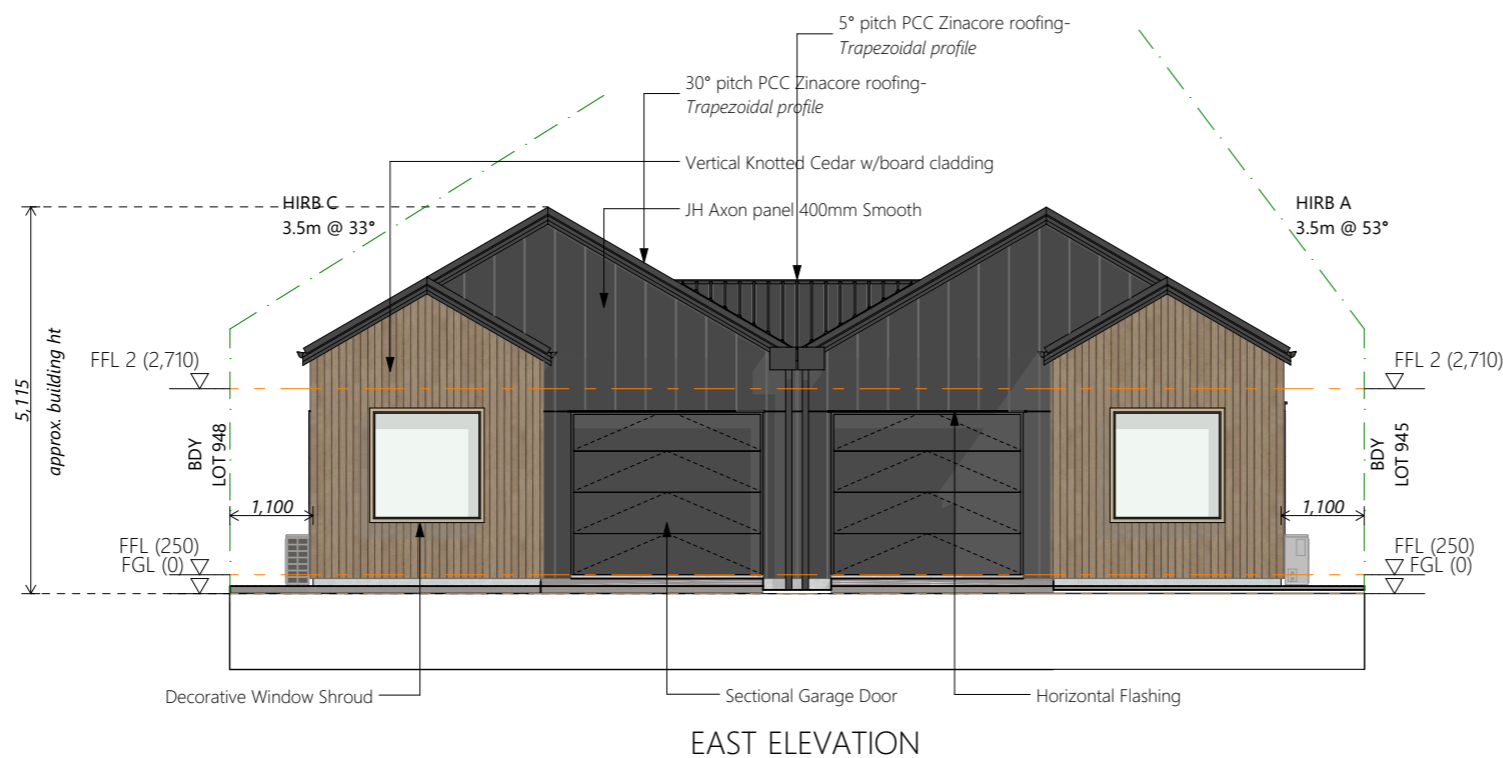 5° pitch PCC Zinacore roofing-
Trapezoidal profile
30° pitch PCC Zinacore roofing-
Trapezoidal profile
Vertical Knotted Cedar w/board cladding
JH Axon panel 400mm Smooth
HIRB C
3.5m @ 33°
HIRB A
3.5m @ 53°
FFL 2 (2,710)
FFL 2 (2,710)
5,115
approx. building ht
BDY
LOT 948
BDY
LOT 945
1,100
1,100
FFL (250)
FGL (0)
FFL (250)
FGL (0)
Decorative Window Shroud
Sectional Garage Door
Horizontal Flashing
EAST ELEVATION